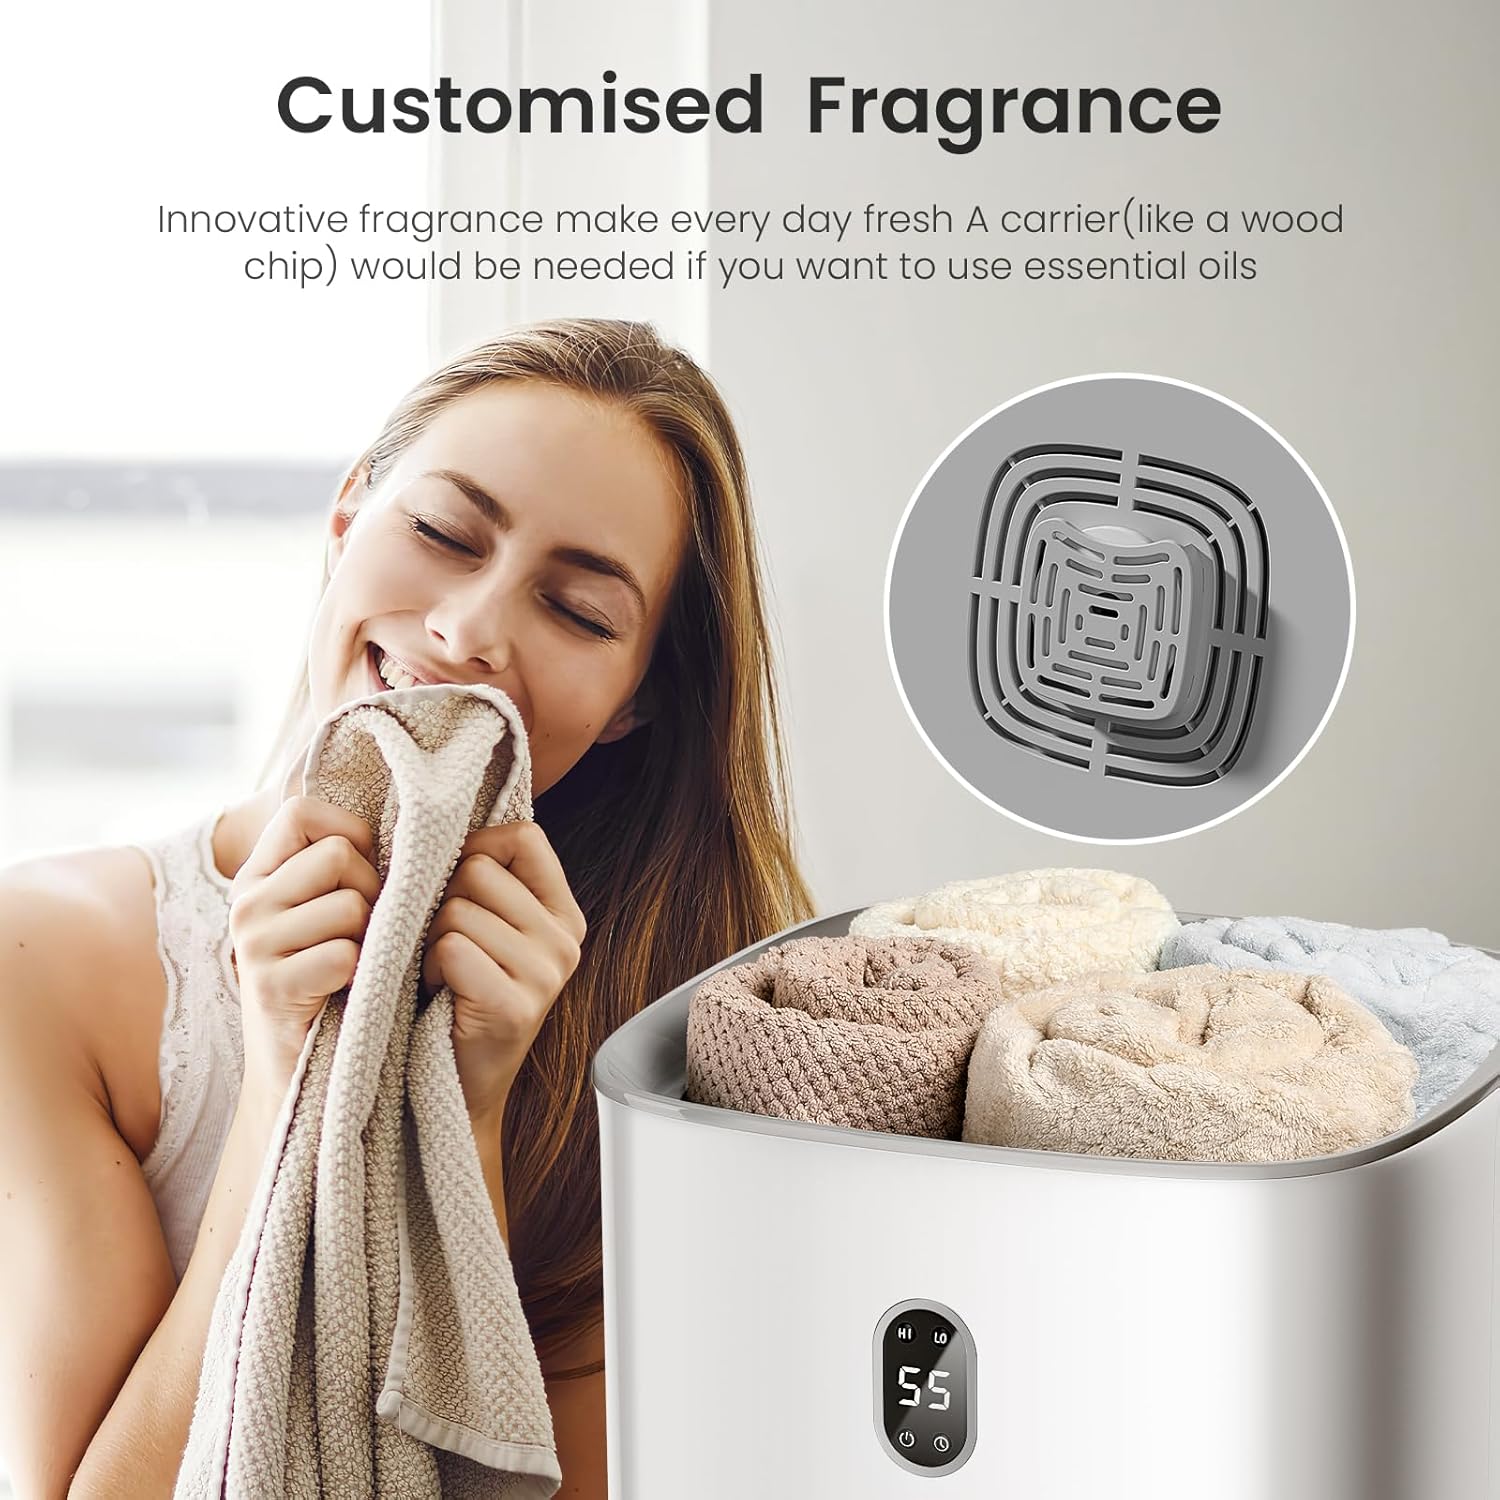 Customised Fragrance
Innovative fragrance make every day fresh A carrier(like a wood
chip) would be needed if you want to use essential oils
HI LO
55